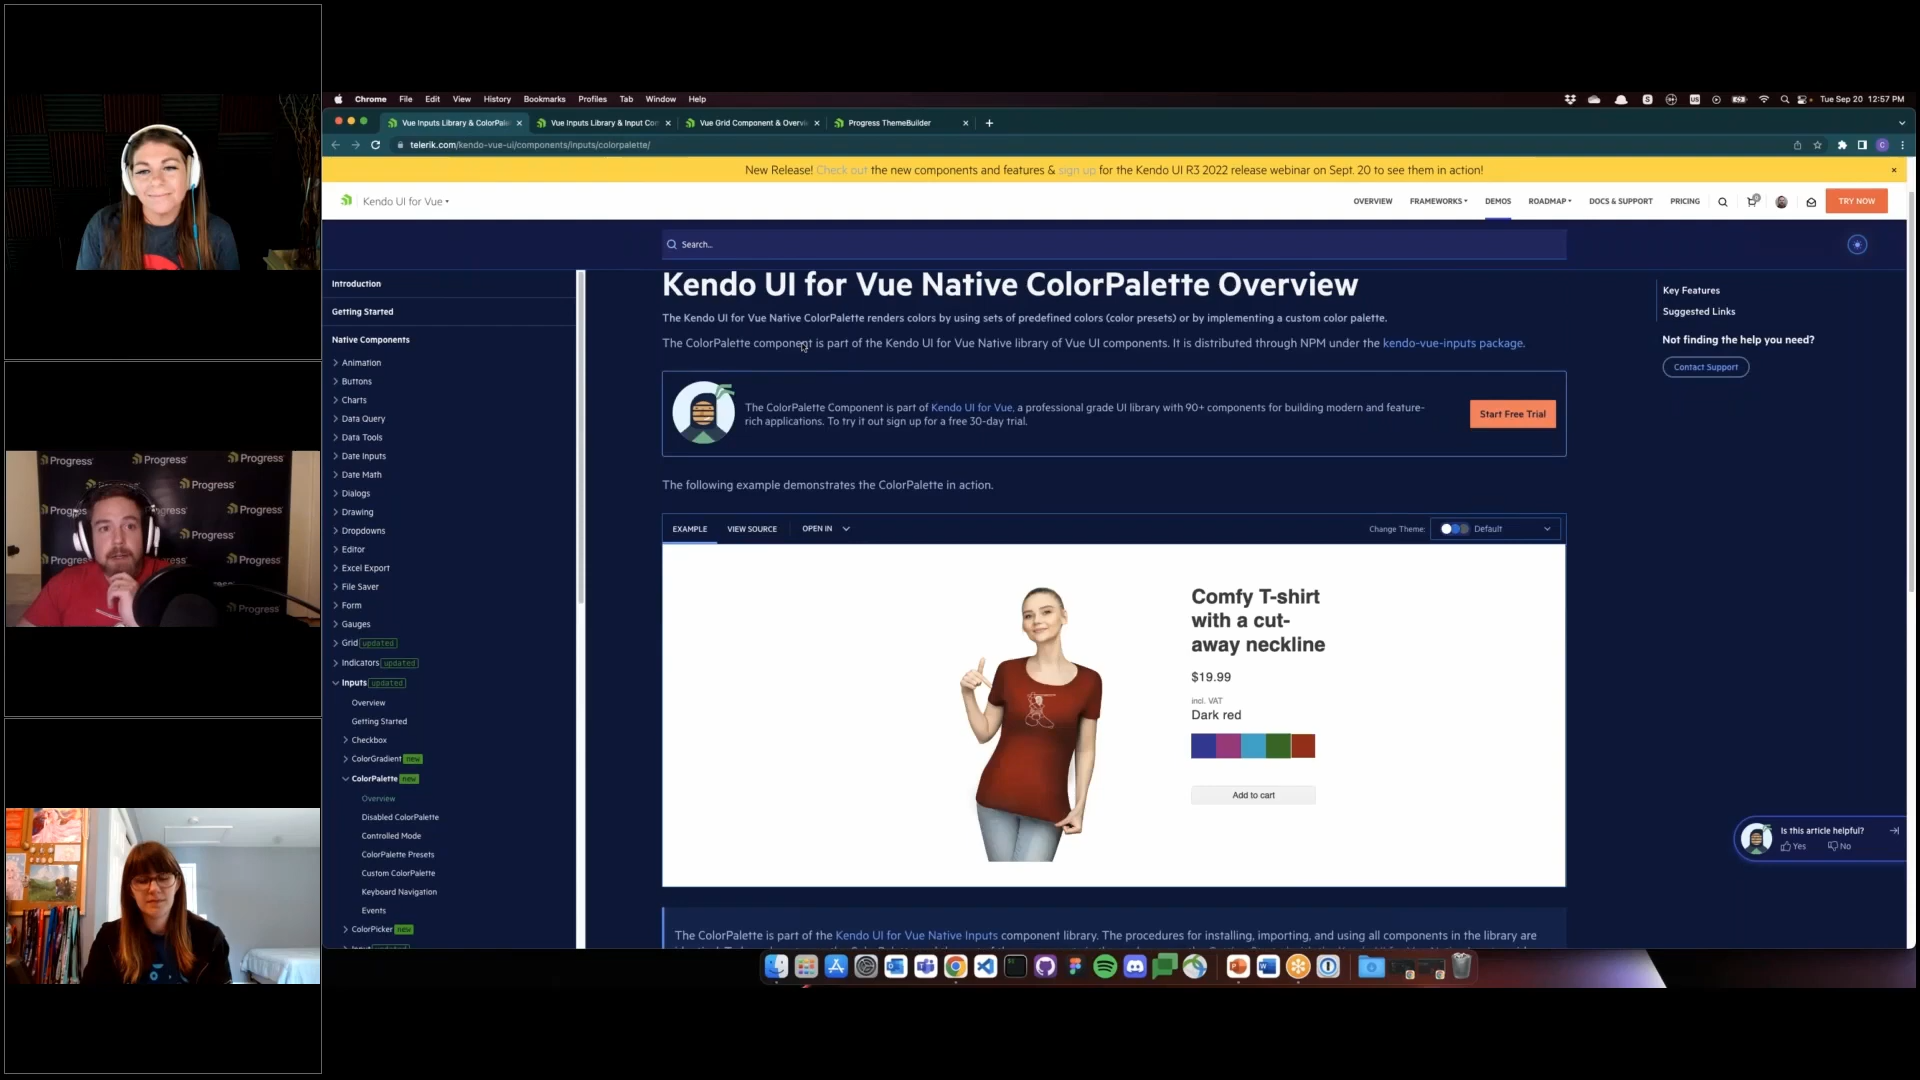 Progress Progress Progress
Progress
Progress
Progress
Progress
Progress
Chrome File Edit View History Bookmarks Profiles Tab Window Help
Tue Sep 20 12:57 PM
Vue Inputs Library & ColorPale
Vue Inputs Library & Input Co
Vue Grid Component & Overvi
Progress ThemeBuilder
telerik.com/kendo-vue-ui/components/inputs/colorpalette/
New Release! Check out the new components and features & sign up for the Kendo UI R3 2022 release webinar on Sept. 20 to see them in action!
Kendo UI for Vue
OVERVIEW FRAMEWORKS DEMOS ROADMAP DOCS & SUPPORT PRICING
TRY NOW
Search...
Introduction
Getting Started
Native Components
Animation
Buttons
Charts
Data Query
Data Tools
Date Inputs
Date Math
Dialogs
Drawing
Dropdowns
Editor
Excel Export
File Saver
Form
Gauges
Grid updated
Indicators updated
Inputs updated
Overview
Getting Started
Checkbox
ColorGradient new
ColorPalette new
Overview
Disabled ColorPalette
Controlled Mode
ColorPalette Presets
Custom ColorPalette
Keyboard Navigation
Events
ColorPicker new
Kendo UI for Vue Native ColorPalette Overview
The Kendo UI for Vue Native ColorPalette renders colors by using sets of predefined colors (color presets) or by implementing a custom color palette.
The ColorPalette component is part of the Kendo UI for Vue Native library of Vue UI components. It is distributed through NPM under the kendo-vue-inputs package.
The ColorPalette Component is part of Kendo UI for Vue, a professional grade UI library with 90+ components for building modern and feature-
rich applications. To try it out sign up for a free 30-day trial.
Start Free Trial
The following example demonstrates the ColorPalette in action.
EXAMPLE VIEW SOURCE OPEN IN
Change Theme: Default
Comfy T-shirt
with a cut-
away neckline
$19.99
incl. VAT
Dark red
Add to cart
The ColorPalette is part of the Kendo UI for Vue Native Inputs component library. The procedures for installing, importing, and using all components in the library are
Key Features
Suggested Links
Not finding the help you need?
Contact Support
Is this article helpful?
Yes No